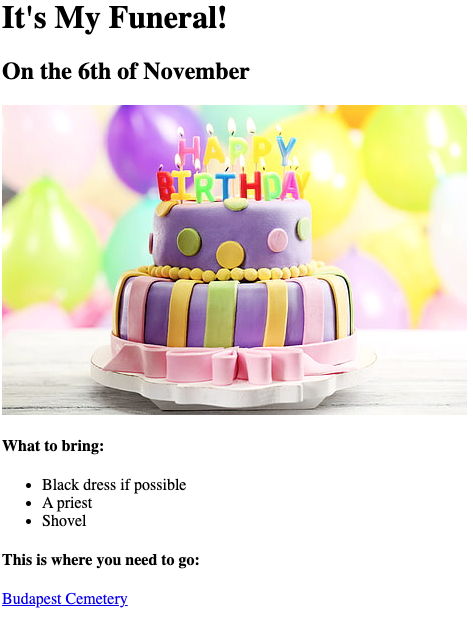 It's My Funeral!
On the 6th of November
HAPPY
BIRTHDAY
What to bring:
Black dress if possible
A priest
Shovel
This is where you need to go:
Budapest Cemetery